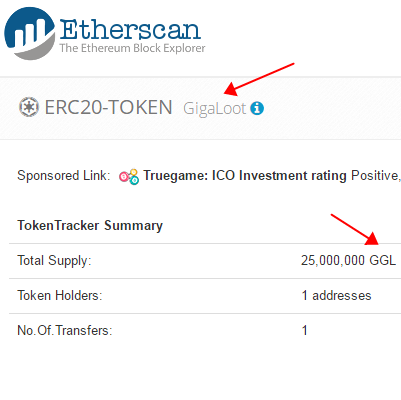 Etherscan
The Ethereum Block Explorer
ERC20-TOKEN GigaLoot
Sponsored Link: Truegame: ICO Investment rating Positive,
TokenTracker Summary
Total Supply: 25,000,000 GGL
Token Holders: 1 addresses
No.Of.Transfers: 1